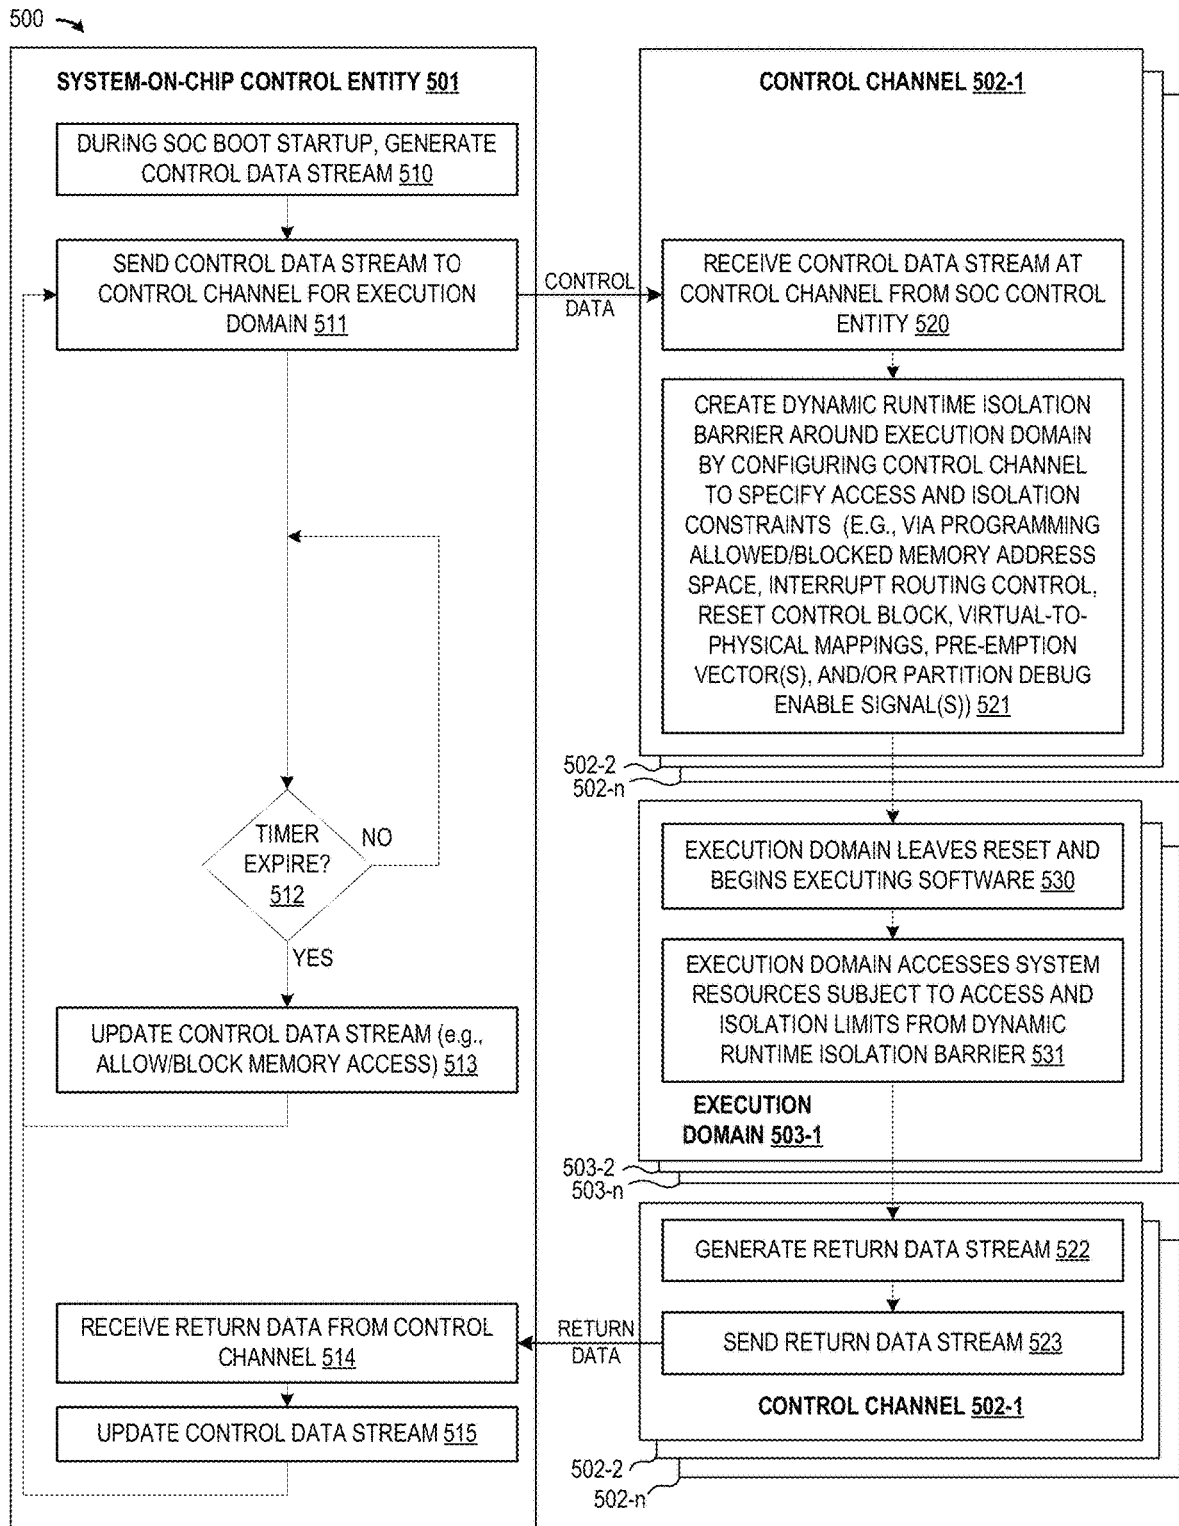 500
SYSTEM-ON-CHIP CONTROL ENTITY 501
DURING SOC BOOT STARTUP, GENERATE
CONTROL DATA STREAM 510
SEND CONTROL DATA STREAM TO
CONTROL CHANNEL FOR EXECUTION
DOMAIN 511
CONTROL
DATA
TIMER
EXPIRE?
512
NO
YES
UPDATE CONTROL DATA STREAM (e.g.,
ALLOW/BLOCK MEMORY ACCESS) 513
RECEIVE RETURN DATA FROM CONTROL
CHANNEL 514
UPDATE CONTROL DATA STREAM 515
CONTROL CHANNEL 502-1
RECEIVE CONTROL DATA STREAM AT
CONTROL CHANNEL FROM SOC CONTROL
ENTITY 520
CREATE DYNAMIC RUNTIME ISOLATION
BARRIER AROUND EXECUTION DOMAIN
BY CONFIGURING CONTROL CHANNEL
TO SPECIFY ACCESS AND ISOLATION
CONSTRAINTS (E.G., VIA PROGRAMMING
ALLOWED/BLOCKED MEMORY ADDRESS
SPACE, INTERRUPT ROUTING CONTROL,
RESET CONTROL BLOCK, VIRTUAL-TO-
PHYSICAL MAPPINGS, PRE-EMPTION
VECTOR(S), AND/OR PARTITION DEBUG
ENABLE SIGNAL(S)) 521
502-2
502-n
EXECUTION DOMAIN LEAVES RESET AND
BEGINS EXECUTING SOFTWARE 530
EXECUTION DOMAIN ACCESSES SYSTEM
RESOURCES SUBJECT TO ACCESS AND
ISOLATION LIMITS FROM DYNAMIC
RUNTIME ISOLATION BARRIER 531
EXECUTION
DOMAIN 503-1
503-2
503-n
GENERATE RETURN DATA STREAM 522
RETURN
DATA
SEND RETURN DATA STREAM 523
CONTROL CHANNEL 502-1
502-2
502-n